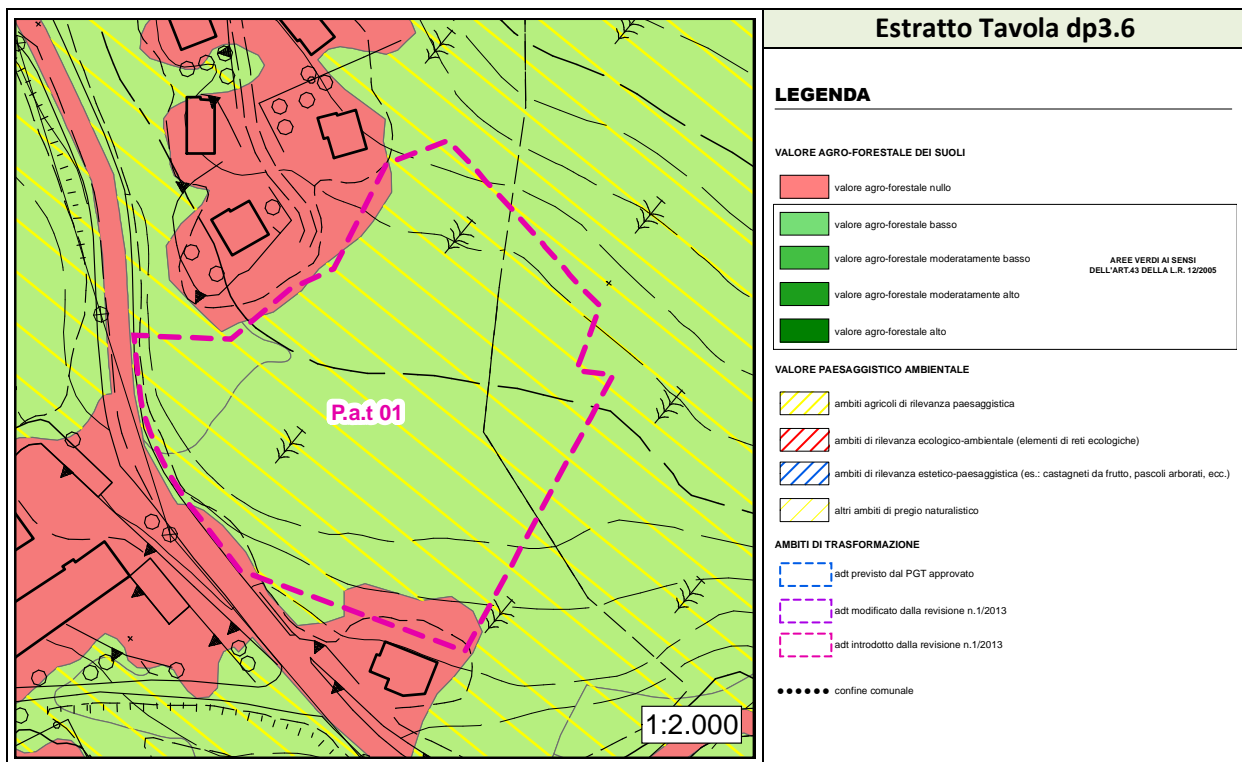 Estratto Tavola dp3.6
LEGENDA
VALORE AGRO-FORESTALE DEI SUOLI
valore agro-forestale nullo
valore agro-forestale basso
valore agro-forestale moderatamente basso
AREE VERDI AI SENSI
DELL'ART.43 DELLA L.R. 12/2005
valore agro-forestale moderatamente alto
valore agro-forestale alto
VALORE PAESAGGISTICO AMBIENTALE
ambiti agricoli di rilevanza paesaggistica
ambiti di rilevanza ecologico-ambientale (elementi di reti ecologiche)
ambiti di rilevanza estetico-paesaggistica (es.: castagneti da frutto, pascoli arborati, ecc.)
altri ambiti di pregio naturalistico
AMBITI DI TRASFORMAZIONE
adt previsto dal PGT approvato
adt modificato dalla revisione n.1/2013
adt introdotto dalla revisione n.1/2013
confine comunale
P.a.t 01
1:2.000